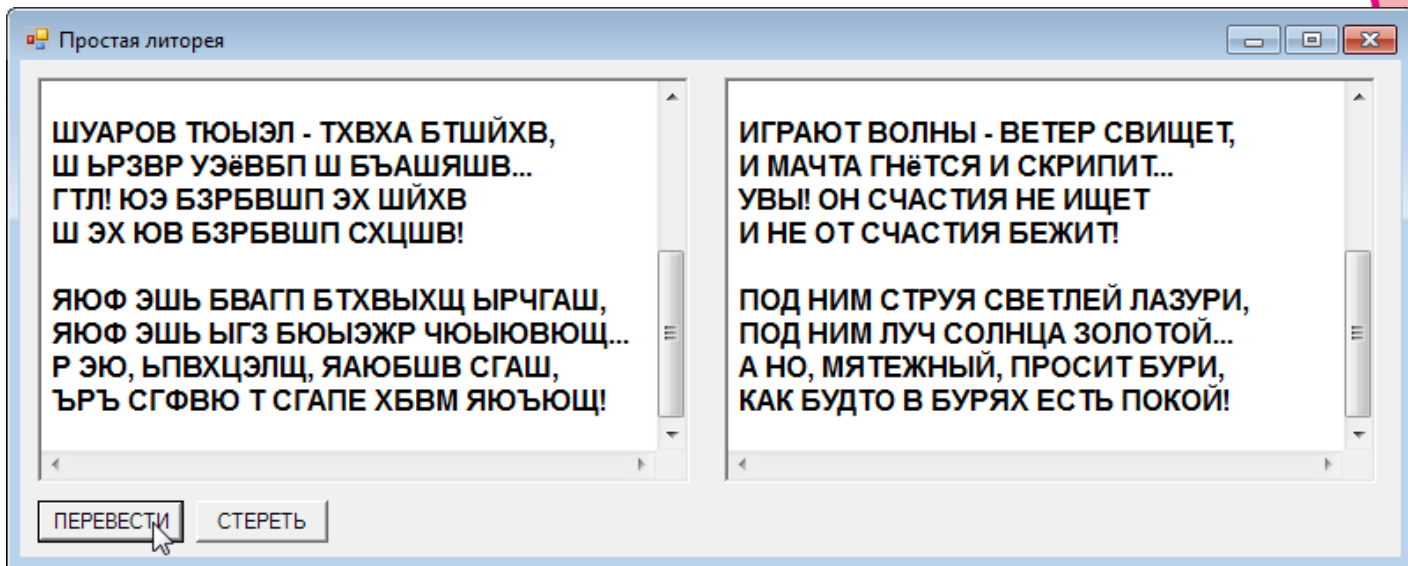 Простая литорея
ШУАРОВ ТЮЫЭЛ - ТХВХА БТШЙХВ,
Ш ЬРЗВР УЭёВБП Ш БЪАШЯШВ...
ГТЛ! ЮЭ БЗРБВШП ЭХ ШЙХВ
Ш ЭХ ЮВ БЗРБВШП СХЦШВ!
ЯЮФ ЭШЬ БВАГП БТХВЫХЩ ЫРЧГАШ,
ЯЮФ ЭШЬ ЫГЗ БЮЫЭЖР ЧЮЫЮВЮЩ...
Р ЭЮ, ЬПВХЦЭЛЩ, ЯАЮБШВ СГАШ,
ЪРЪ СГФВЮ Т СГАПЕ ХБВМ ЯЮЪЮЩ!
ИГРАЮТ ВОЛНЫ - ВЕТЕР СВИЩЕТ,
И МАЧТА ГНёТСЯ И СКРИПИТ...
УВЫ! ОН СЧАСТИЯ НЕ ИЩЕТ
И НЕ ОТ СЧАСТИЯ БЕЖИТ!
ПОД НИМ СТРУЯ СВЕТЛЕЙ ЛАЗУРИ,
ПОД НИМ ЛУЧ СОЛНЦА ЗОЛОТОЙ...
А НО, МЯТЕЖНЫЙ, ПРОСИТ БУРИ,
КАК БУДТО В БУРЯХ ЕСТЬ ПОКОЙ!
ПЕРЕВЕСТИ СТЕРЕТЬ